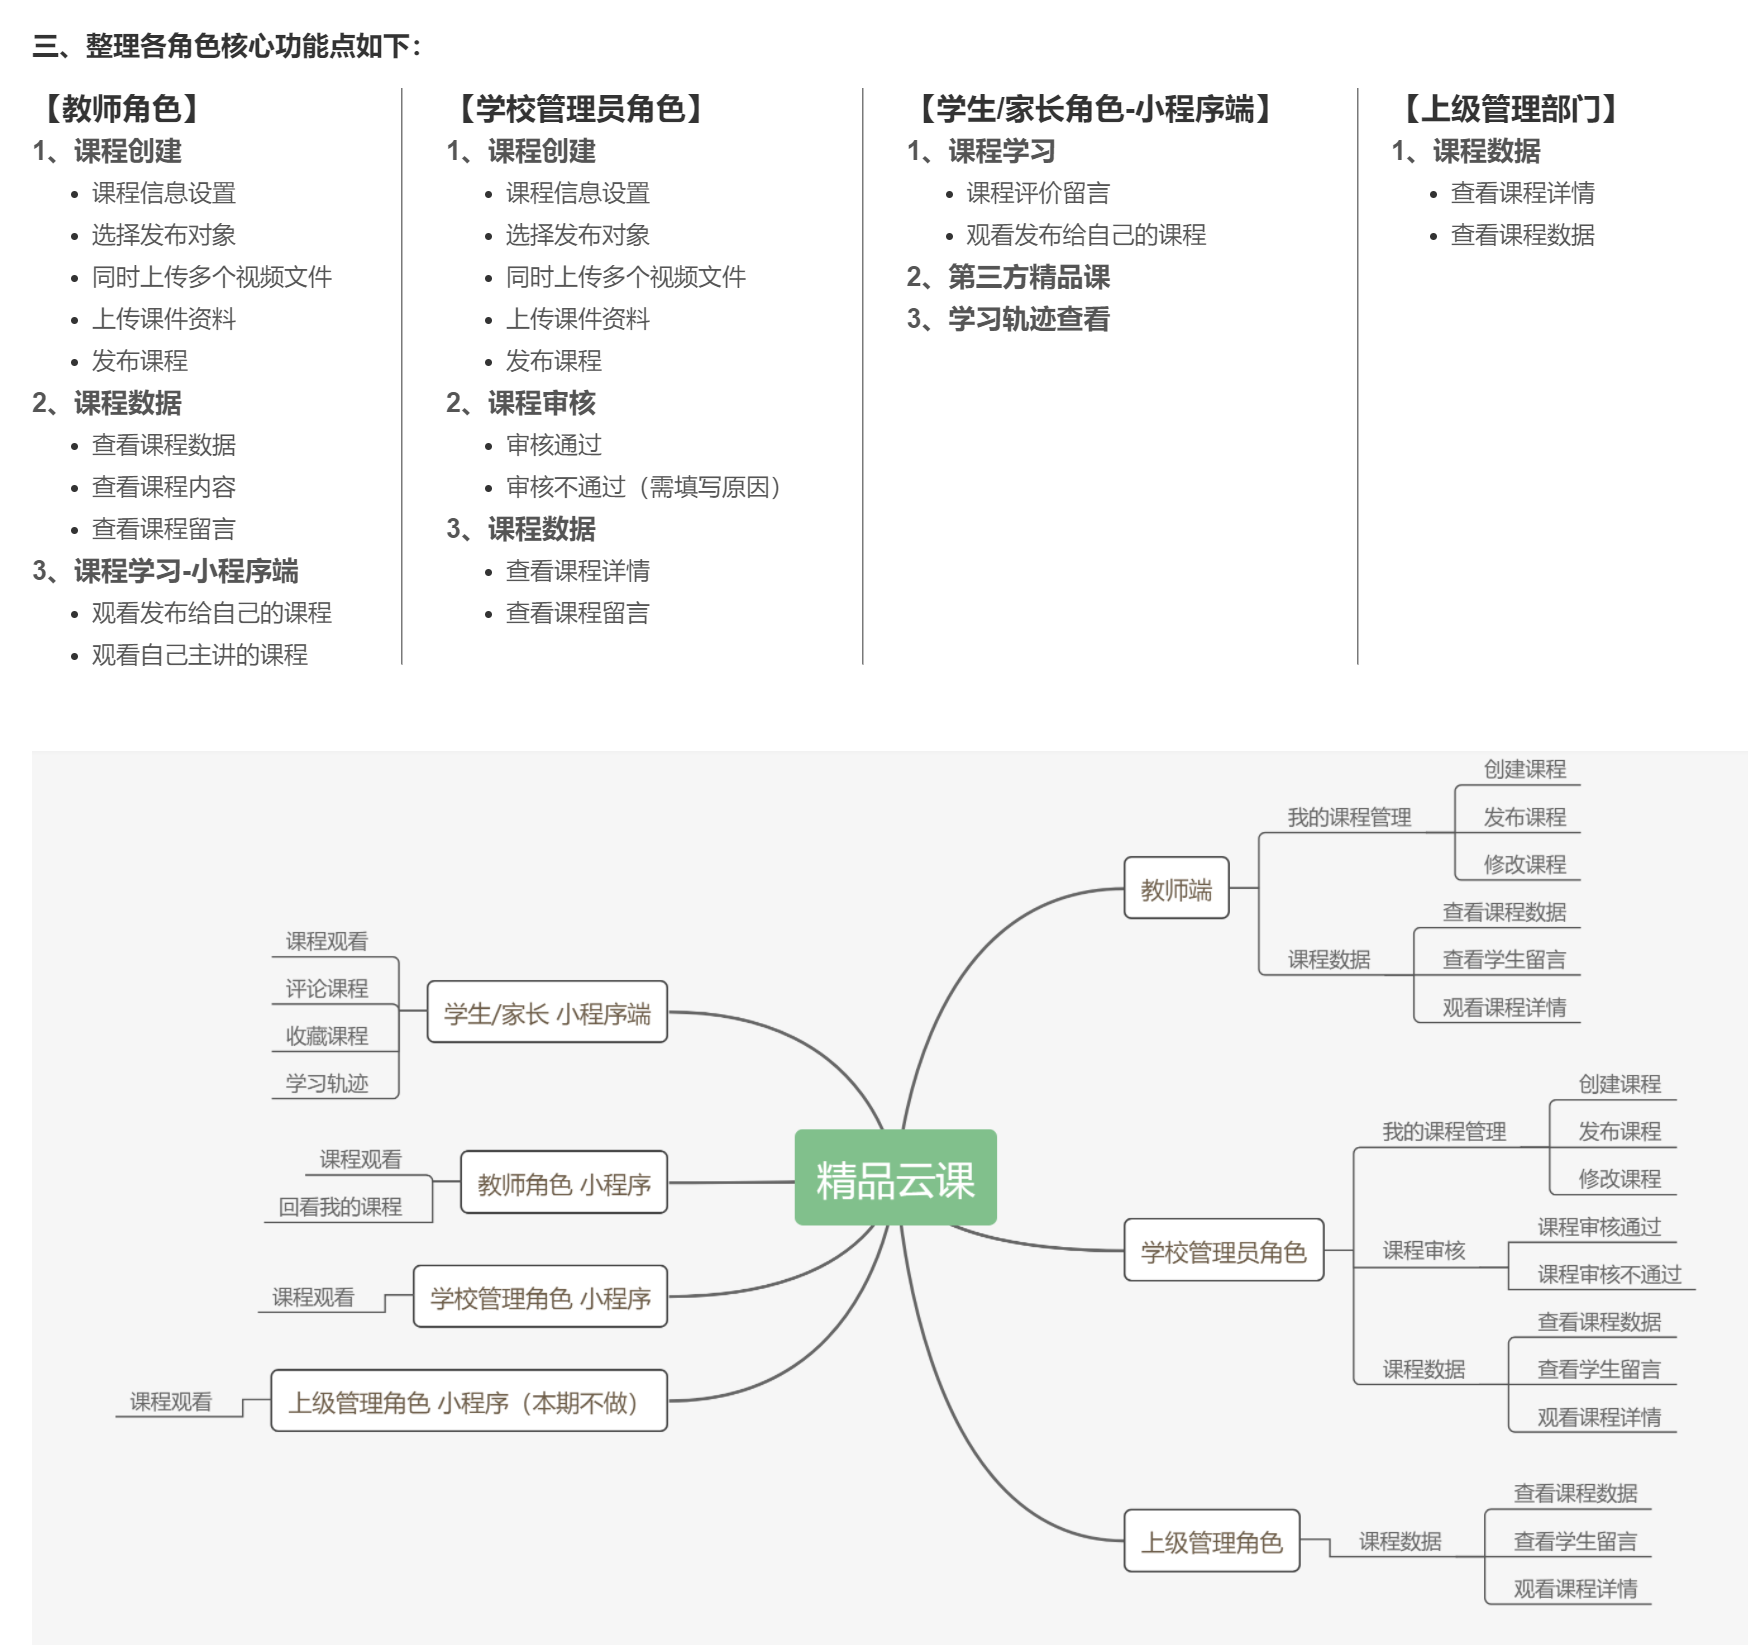 三、整理各角色核心功能点如下：
【教师角色】
1、课程创建
• 课程信息设置
• 选择发布对象
• 同时上传多个视频文件
• 上传课件资料
• 发布课程
2、课程数据
• 查看课程数据
• 查看课程内容
• 查看课程留言
3、课程学习-小程序端
• 观看发布给自己的课程
• 观看自己主讲的课程
【学校管理员角色】
1、课程创建
• 课程信息设置
• 选择发布对象
• 同时上传多个视频文件
• 上传课件资料
• 发布课程
2、课程审核
• 审核通过
• 审核不通过（需填写原因）
3、课程数据
• 查看课程详情
• 查看课程留言
【学生/家长角色-小程序端】
1、课程学习
• 课程评价留言
• 观看发布给自己的课程
2、第三方精品课
3、学习轨迹查看
【上级管理部门】
1、课程数据
• 查看课程详情
• 查看课程数据
精品云课
学生/家长 小程序端
课程观看
评论课程
收藏课程
学习轨迹
教师角色 小程序
课程观看
回看我的课程
学校管理角色 小程序
课程观看
上级管理角色 小程序（本期不做）
课程观看
教师端
我的课程管理
创建课程
发布课程
修改课程
课程数据
查看课程数据
查看学生留言
观看课程详情
学校管理员角色
我的课程管理
创建课程
发布课程
修改课程
课程审核
课程审核通过
课程审核不通过
课程数据
查看课程数据
查看学生留言
观看课程详情
上级管理角色
课程数据
查看课程数据
查看学生留言
观看课程详情